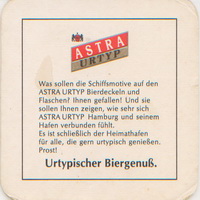 ASTRA
URTYP
Was sollen die Schiffsmotive auf den
ASTRA URTYP Bierdeckeln und
Flaschen? Ihnen gefallen! Und sie
sollen Ihnen zeigen, wie sehr sich
ASTRA URTYP Hamburg und seinem
Hafen verbunden fühlt.
Es ist schließlich der Heimathafen
für alle, die gern urtypisch genießen.
Prost!
Urtypischer Biergenuß.